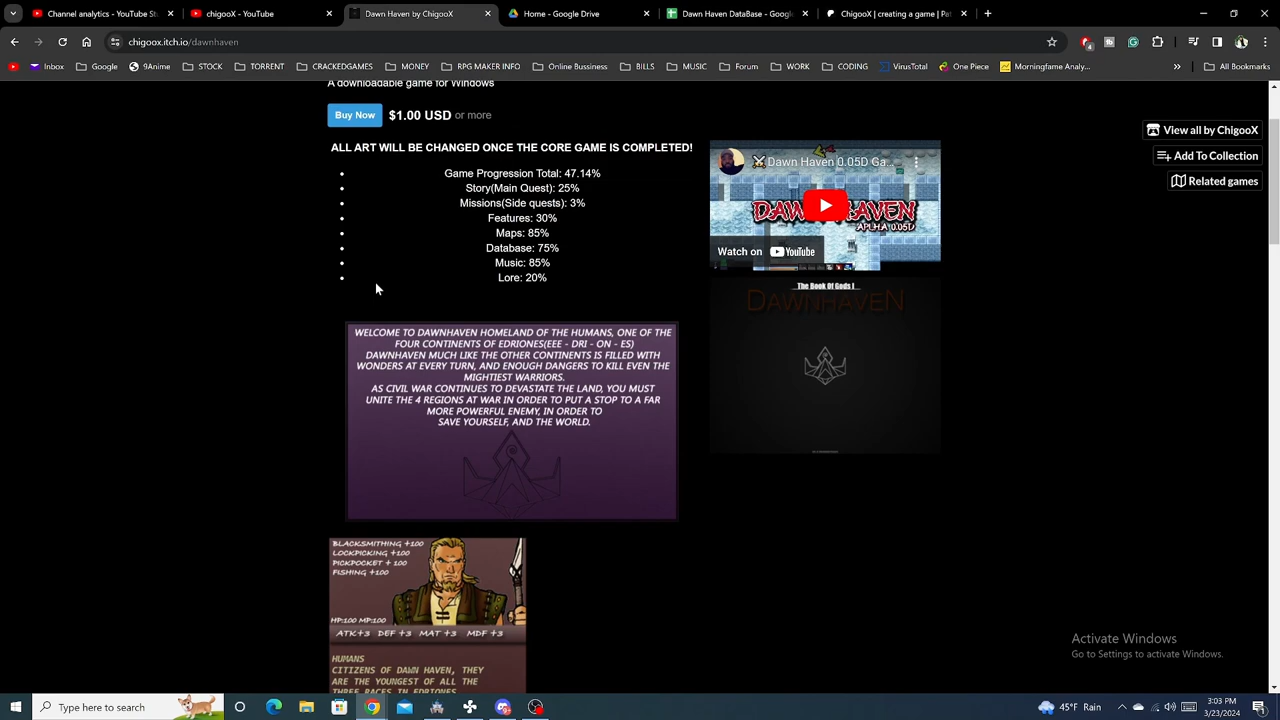 Channel analytics - YouTube St
chigooX - YouTube
Dawn Haven by ChigooX
Home - Google Drive
Dawn Haven DataBase - Google
ChigooX | creating a game | Pat
chigoox.itch.io/dawnhaven
Inbox
Google
9Anime
STOCK
TORRENT
CRACKEDGAMES
MONEY
RPG MAKER INFO
Online Bussiness
BILLS
MUSIC
Forum
WORK
CODING
VirusTotal
One Piece
Morningfame Analy...
All Bookmarks
A downloadable game for Windows
Buy Now $1.00 USD or more
View all by ChigooX
Add To Collection
Related games
ALL ART WILL BE CHANGED ONCE THE CORE GAME IS COMPLETED!
Game Progression Total: 47.14%
Story(Main Quest): 25%
Missions(Side quests): 3%
Features: 30%
Maps: 85%
Database: 75%
Music: 85%
Lore: 20%
Dawn Haven 0.05D Ga...
DAWNHAVEN
Watch on YouTube
The Book Of Gods I
DAWNHAVEN
WELCOME TO DAWNHAVEN HOMELAND OF THE HUMANS, ONE OF THE
FOUR CONTINENTS OF EDRIONES(EEE - DRI - ON - ES)
DAWNHAVEN MUCH LIKE THE OTHER CONTINENTS IS FILLED WITH
WONDERS AT EVERY TURN, AND ENOUGH DANGERS TO KILL EVEN THE
MIGHTIEST WARRIORS.
AS CIVIL WAR CONTINUES TO DEVASTATE THE LAND, YOU MUST
UNITE THE 4 REGIONS AT WAR IN ORDER TO PUT A STOP TO A FAR
MORE POWERFUL ENEMY, IN ORDER TO
SAVE YOURSELF, AND THE WORLD.
BLACKSMITHING +100
LOCKPICKING +100
PICKPOCKET + 100
FISHING +100
HP:100 MP:100
ATK+3 DEF +3 MAT +3 MDF +3
HUMANS
CITIZENS OF DAWN HAVEN, THEY
ARE THE YOUNGEST OF ALL THE
THREE RACES IN EDRIONES
Activate Windows
Go to Settings to activate Windows.
Type here to search
45°F Rain
3:03 PM
3/23/2024